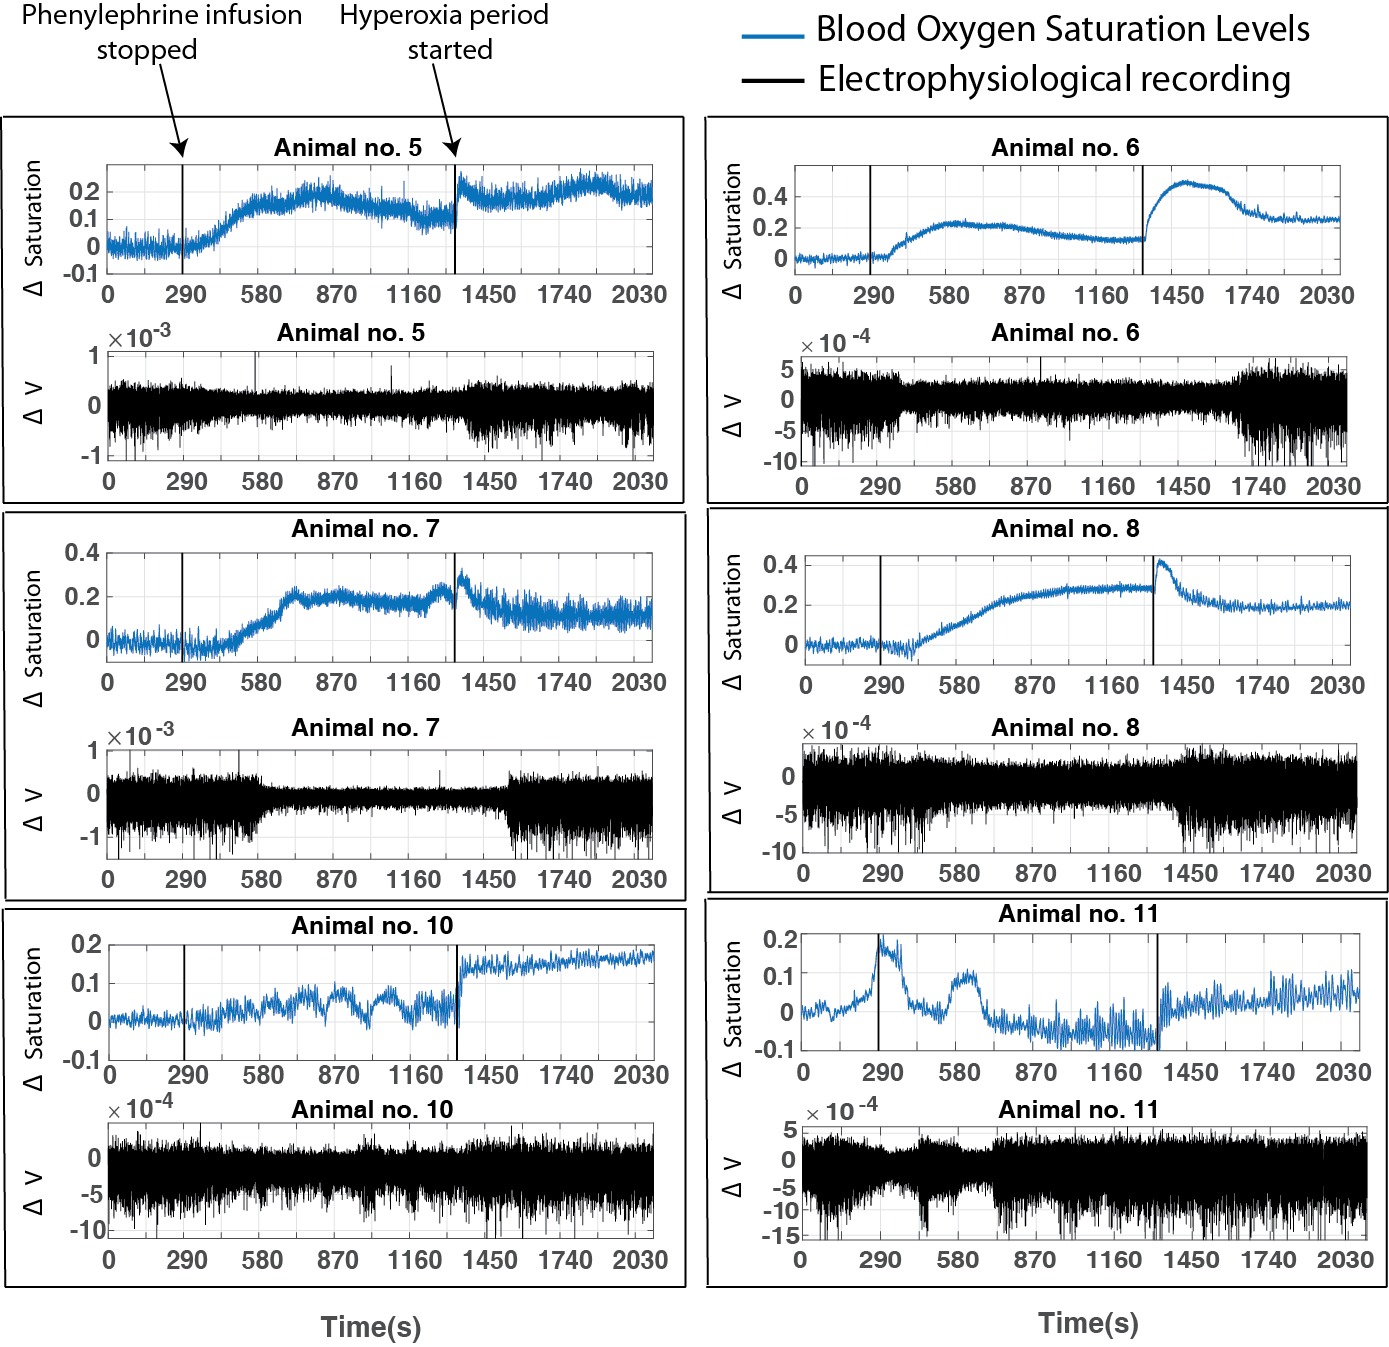 Phenylephrine infusion
stopped
Hyperoxia period
started
Blood Oxygen Saturation Levels
Electrophysiological recording
Animal no. 5
Δ Saturation
0.2
0.1
0
-0.1
0 290 580 870 1160 1450 1740 2030
Animal no. 5
×10-3
Δ V
1
0
-1
0 290 580 870 1160 1450 1740 2030
Animal no. 6
Δ Saturation
0.4
0.2
0
0 290 580 870 1160 1450 1740 2030
Animal no. 6
×10-4
Δ V
5
0
-5
-10
0 290 580 870 1160 1450 1740 2030
Animal no. 7
Δ Saturation
0.4
0.2
0
0 290 580 870 1160 1450 1740 2030
Animal no. 7
×10-3
Δ V
1
0
-1
0 290 580 870 1160 1450 1740 2030
Animal no. 8
Δ Saturation
0.4
0.2
0
0 290 580 870 1160 1450 1740 2030
Animal no. 8
×10-4
Δ V
0
-5
-10
0 290 580 870 1160 1450 1740 2030
Animal no. 10
Δ Saturation
0.2
0.1
0
-0.1
0 290 580 870 1160 1450 1740 2030
Animal no. 10
×10-4
Δ V
0
-5
-10
0 290 580 870 1160 1450 1740 2030
Animal no. 11
Δ Saturation
0.2
0.1
0
-0.1
0 290 580 870 1160 1450 1740 2030
Animal no. 11
×10-4
Δ V
5
0
-5
-10
-15
0 290 580 870 1160 1450 1740 2030
Time(s)
Time(s)